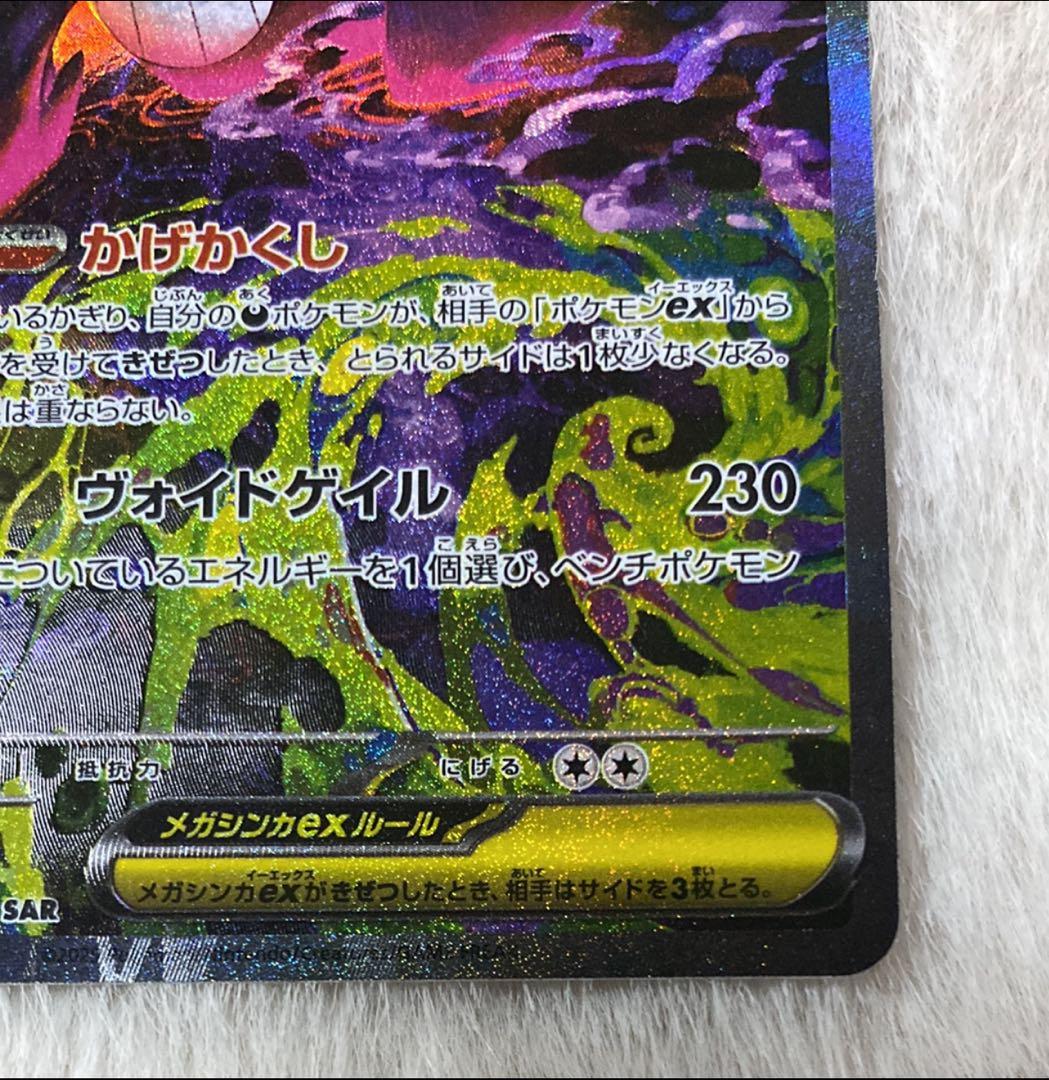 かげかくし
いるかぎり、自分のポケモンが、相手の「ポケモンex」から
を受けてきぜつしたとき、とられるサイドは1枚少なくなる。
は重ならない。
ヴォイドゲイル 230
についているエネルギーを1個選び、ベンチポケモン
抵抗力 にげる
メガシンカexルール
メガシンカexがきぜつしたとき、相手はサイドを3枚とる。
SAR
©2025